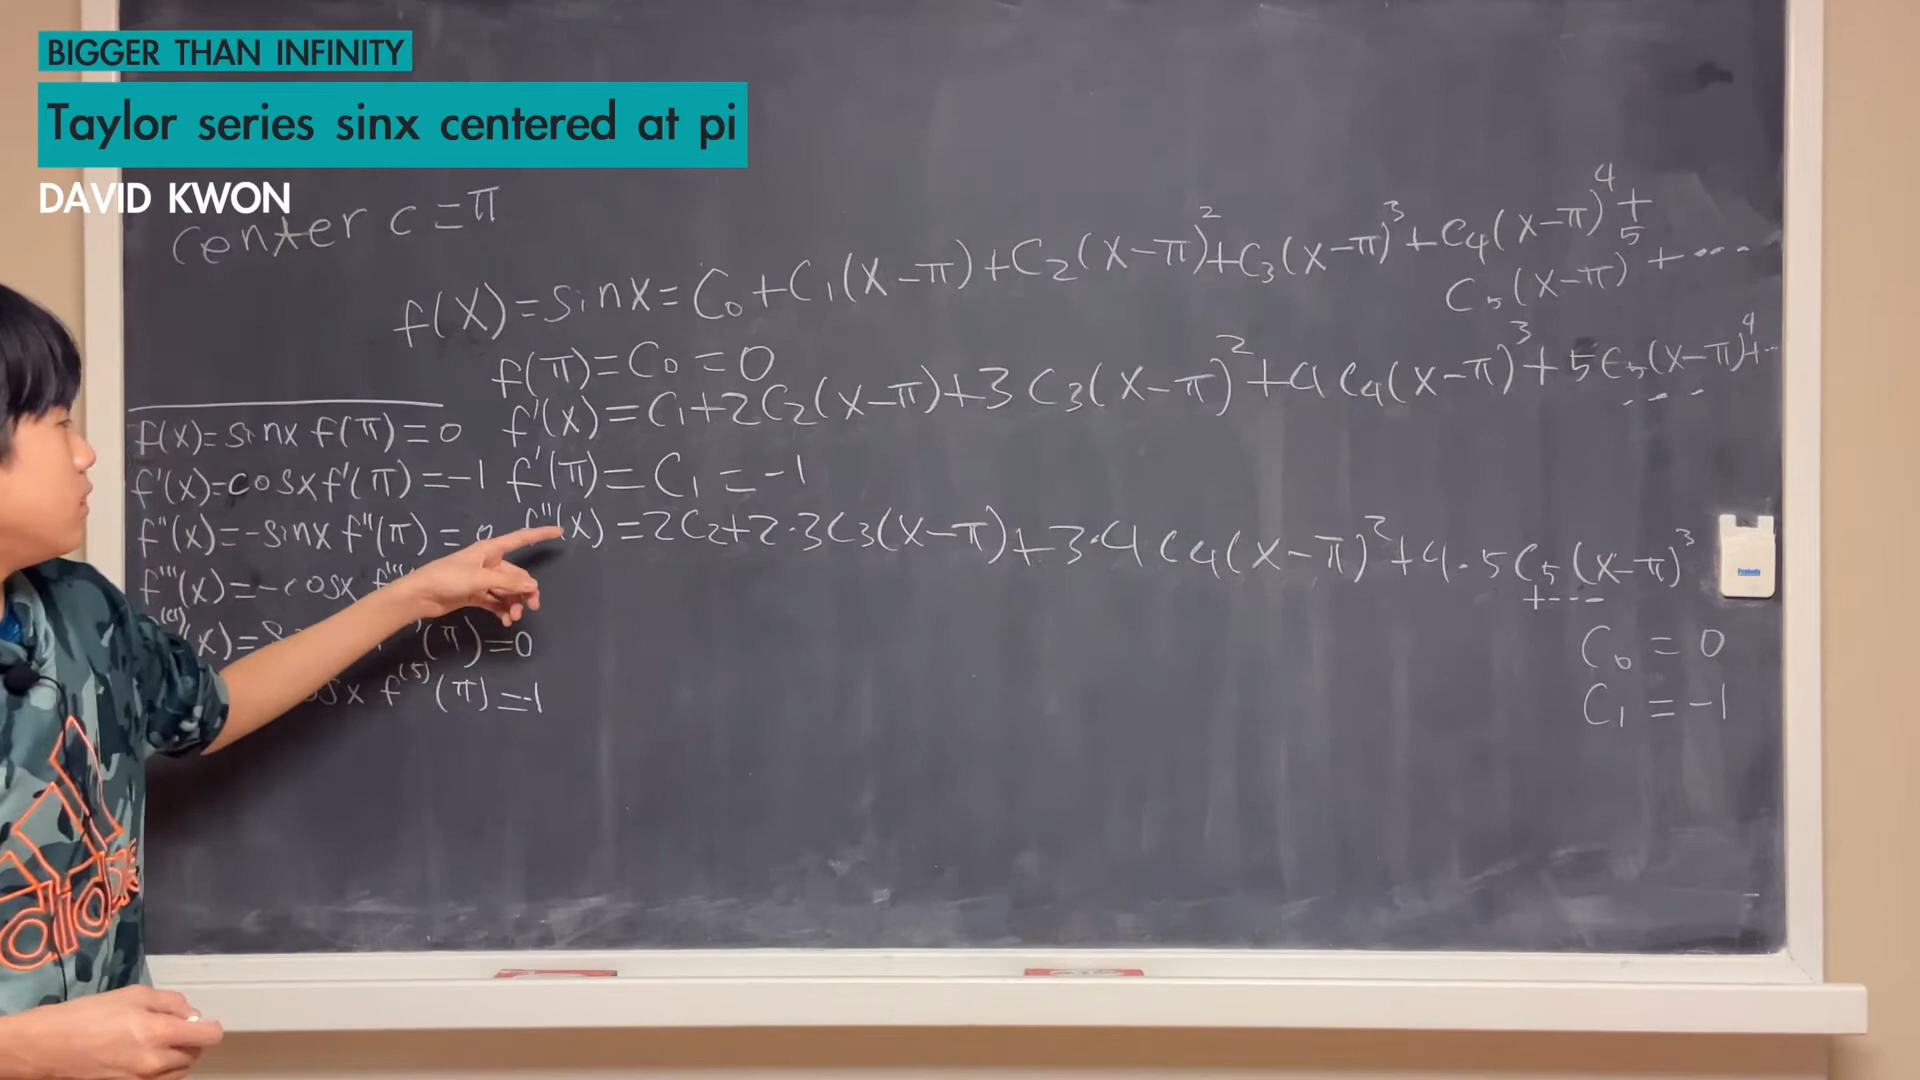 BIGGER THAN INFINITY
Taylor series sinx centered at pi
DAVID KWON
center c = π
f(x) = sinx = C₀ + C₁(x-π) + C₂(x-π)² + C₃(x-π)³ + C₄(x-π)⁴ +
C₅(x-π)⁵ + ....
f(π) = C₀ = 0
f'(x) = C₁ + 2C₂(x-π) + 3C₃(x-π)² + 4C₄(x-π)³ + 5C₅(x-π)⁴ + ..
- - -
f'(π) = C₁ = -1
f''(x) = 2C₂ + 2·3C₃(x-π) + 3·4C₄(x-π)² + 4·5C₅(x-π)³
+ - - -
f(x) = sinx f(π) = 0
f'(x) = cosx f'(π) = -1
f''(x) = -sinx f''(π) = 0
f'''(x) = -cosx f'''
(x) = (π) = 0
sx f⁽⁵⁾(π) = -1
C₀ = 0
C₁ = -1